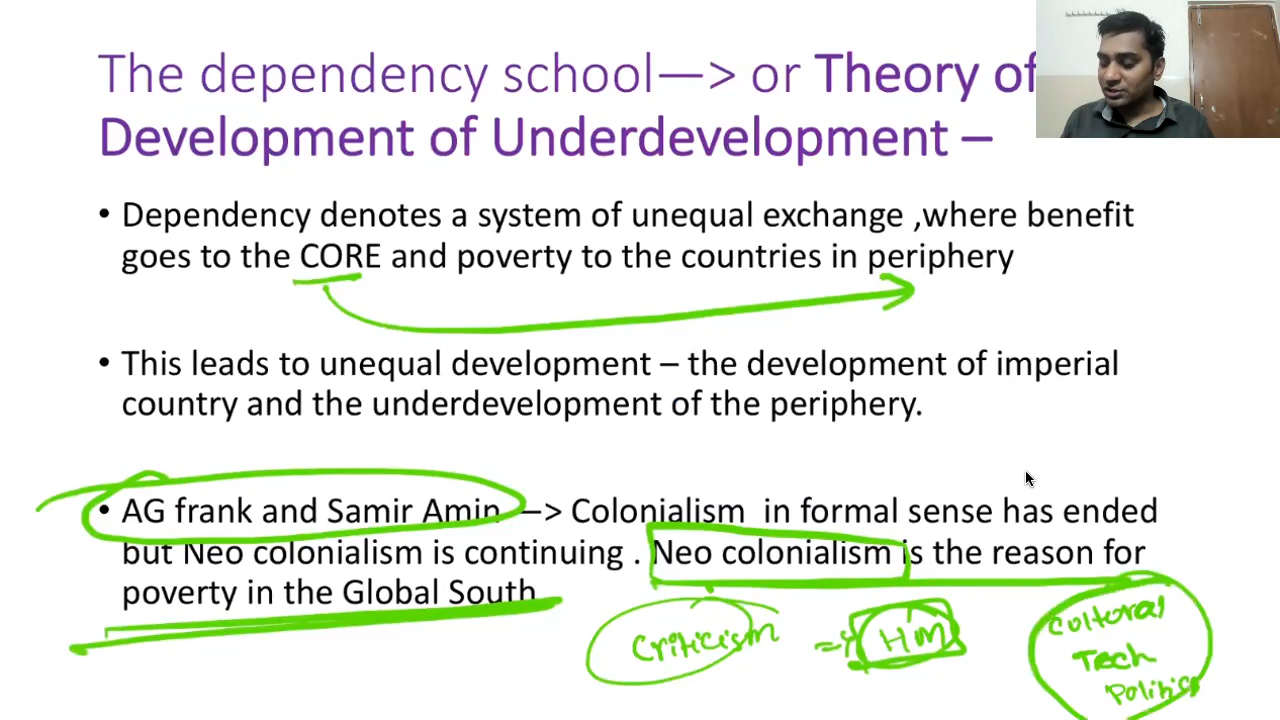 The dependency school—> or Theory of
Development of Underdevelopment –
• Dependency denotes a system of unequal exchange ,where benefit
goes to the CORE and poverty to the countries in periphery
• This leads to unequal development – the development of imperial
country and the underdevelopment of the periphery.
• AG frank and Samir Amin —> Colonialism in formal sense has ended
but Neo colonialism is continuing . Neo colonialism is the reason for
poverty in the Global South
Criticism
HM
Cultoral
Tech
Politics